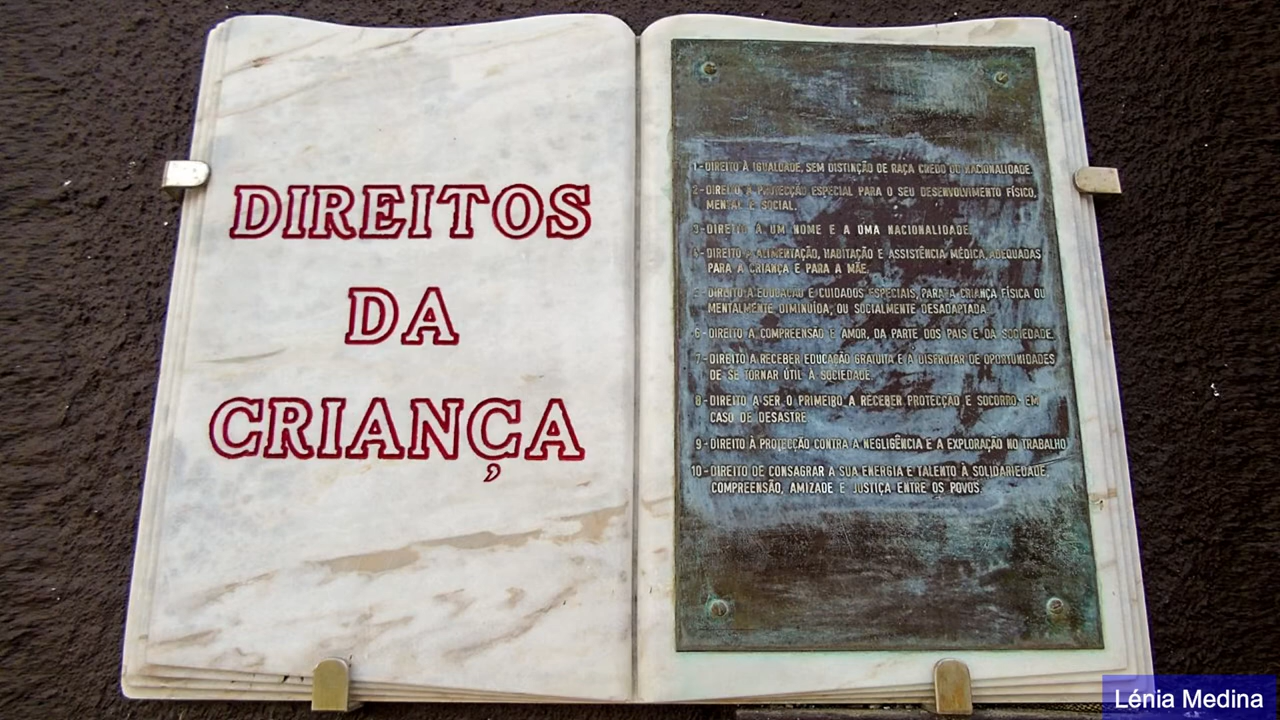 DIREITOS
DA
CRIANÇA
1-DIREITO À IGUALDADE, SEM DISTINÇÃO DE RAÇA CREDO OU NACIONALIDADE.
2-DIREITO A PROTECÇÃO ESPECIAL PARA O SEU DESENVOLVIMENTO FÍSICO,
MENTAL E SOCIAL.
3-DIREITO A UM NOME E A UMA NACIONALIDADE.
4-DIREITO A ALIMENTAÇÃO, HABITAÇÃO E ASSISTÊNCIA MÉDICA, ADEQUADAS
PARA A CRIANÇA E PARA A MÃE.
5-DIREITO A EDUCAÇÃO E CUIDADOS ESPECIAIS, PARA A CRIANÇA FÍSICA OU
MENTALMENTE DIMINUÍDA, OU SOCIALMENTE DESADAPTADA.
6-DIREITO A COMPREENSÃO E AMOR, DA PARTE DOS PAIS E DA SOCIEDADE.
7-DIREITO A RECEBER EDUCAÇÃO GRATUITA E A DISFRUTAR DE OPORTUNIDADES
DE SE TORNAR ÚTIL À SOCIEDADE.
8-DIREITO A SER O PRIMEIRO A RECEBER PROTECÇÃO E SOCORRO, EM
CASO DE DESASTRE
9-DIREITO À PROTECÇÃO CONTRA A NEGLIGÊNCIA E A EXPLORAÇÃO NO TRABALHO
10-DIREITO DE CONSAGRAR A SUA ENERGIA E TALENTO À SOLIDARIEDADE,
COMPREENSÃO, AMIZADE E JUSTIÇA ENTRE OS POVOS.
Lénia Medina